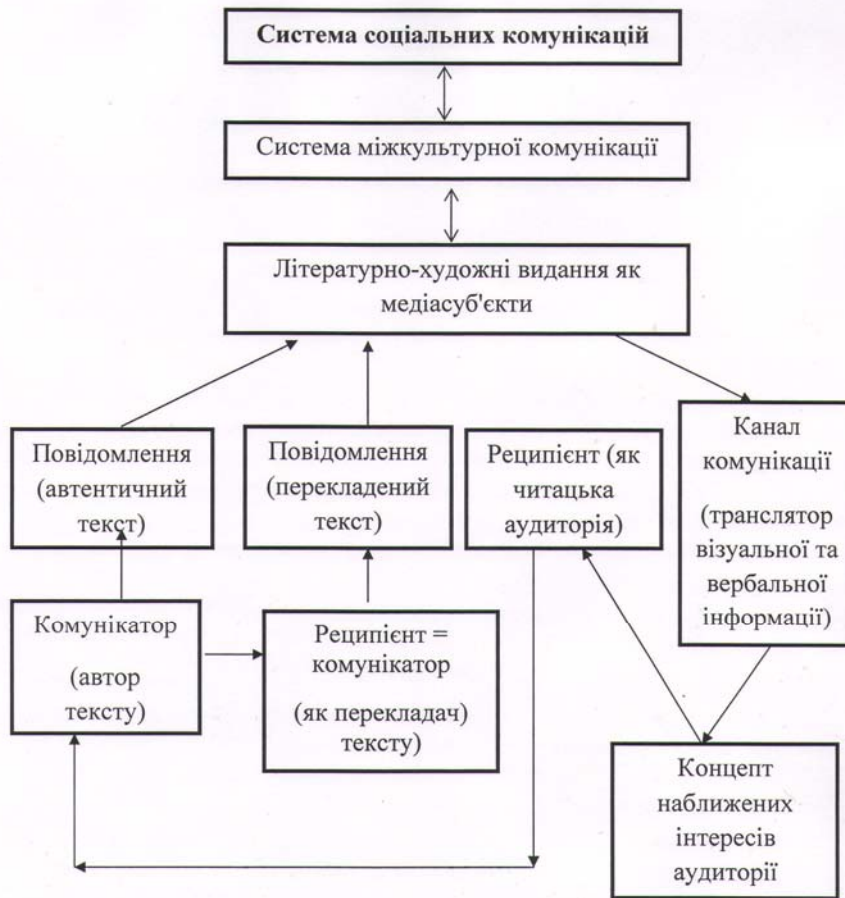 Система соціальних комунікацій
Система міжкультурної комунікації
Літературно-художні видання як
медіасуб'єкти
Повідомлення
(автентичний
текст)
Повідомлення
(перекладений
текст)
Реципієнт (як
читацька
аудиторія)
Канал
комунікації
(транслятор
візуальної та
вербальної
інформації)
Комунікатор
(автор
тексту)
Реципієнт =
комунікатор
(як перекладач)
тексту)
Концепт
наближених
інтересів
аудиторії